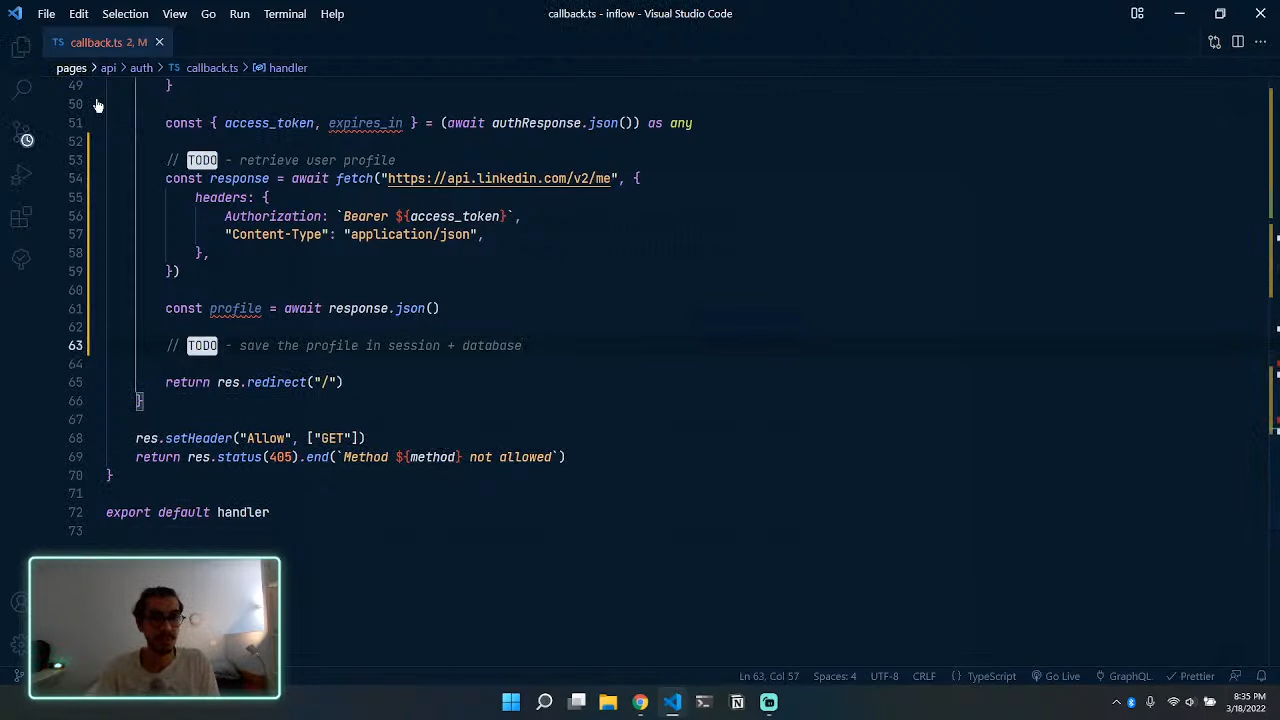 File Edit Selection View Go Run Terminal Help callback.ts - inflow - Visual Studio Code
TS callback.ts 2, M
pages > api > auth > TS callback.ts > handler
49 }
50
51 const { access_token, expires_in } = (await authResponse.json()) as any
52
53 // TODO - retrieve user profile
54 const response = await fetch("https://api.linkedin.com/v2/me", {
55 headers: {
56 Authorization: `Bearer ${access_token}`,
57 "Content-Type": "application/json",
58 },
59 })
60
61 const profile = await response.json()
62
63 // TODO - save the profile in session + database
64
65 return res.redirect("/")
66 }
67
68 res.setHeader("Allow", ["GET"])
69 return res.status(405).end(`Method ${method} not allowed`)
70 }
71
72 export default handler
73
Ln 63, Col 57 Spaces: 4 UTF-8 CRLF {} TypeScript Go Live GraphQL Prettier
8:35 PM
3/18/2022